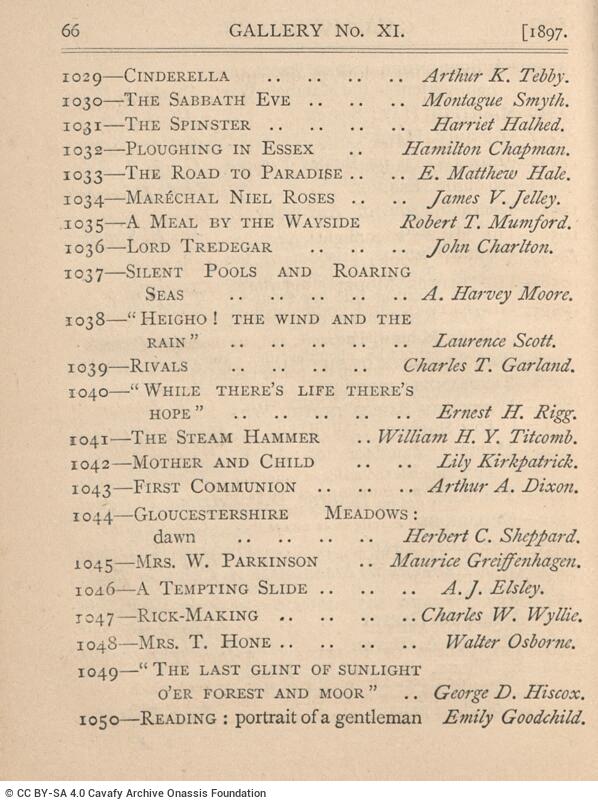 66 GALLERY No. XI. [1897.
1029—CINDERELLA .. .. .. .. Arthur K. Tebby.
1030—THE SABBATH EVE .. .. .. Montague Smyth.
1031—THE SPINSTER .. .. .. .. Harriet Halhed.
1032—PLOUGHING IN ESSEX .. Hamilton Chapman.
1033—THE ROAD TO PARADISE .. .. E. Matthew Hale.
1034—MARÉCHAL NIEL ROSES .. .. James V. Jelley.
1035—A MEAL BY THE WAYSIDE Robert T. Mumford.
1036—LORD TREDEGAR .. .. .. John Charlton.
1037—SILENT POOLS AND ROARING
SEAS .. .. .. .. .. A. Harvey Moore.
1038—“HEIGHO! THE WIND AND THE
RAIN” .. .. .. .. .. Laurence Scott.
1039—RIVALS .. .. .. .. Charles T. Garland.
1040—“WHILE THERE'S LIFE THERE'S
HOPE” .. .. .. .. .. Ernest H. Rigg.
1041—THE STEAM HAMMER .. William H. Y. Titcomb.
1042—MOTHER AND CHILD .. .. Lily Kirkpatrick.
1043—FIRST COMMUNION .. .. .. Arthur A. Dixon.
1044—GLOUCESTERSHIRE MEADOWS:
dawn .. .. .. .. Herbert C. Sheppard.
1045—MRS. W. PARKINSON .. Maurice Greiffenhagen.
1046—A TEMPTING SLIDE .. .. .. A. J. Elsley.
1047—RICK-MAKING .. .. .. .. Charles W. Wyllie.
1048—MRS. T. HONE .. .. .. .. Walter Osborne.
1049—“THE LAST GLINT OF SUNLIGHT
O'ER FOREST AND MOOR” .. George D. Hiscox.
1050—READING: portrait of a gentleman Emily Goodchild.
© CC BY-SA 4.0 Cavafy Archive Onassis Foundation